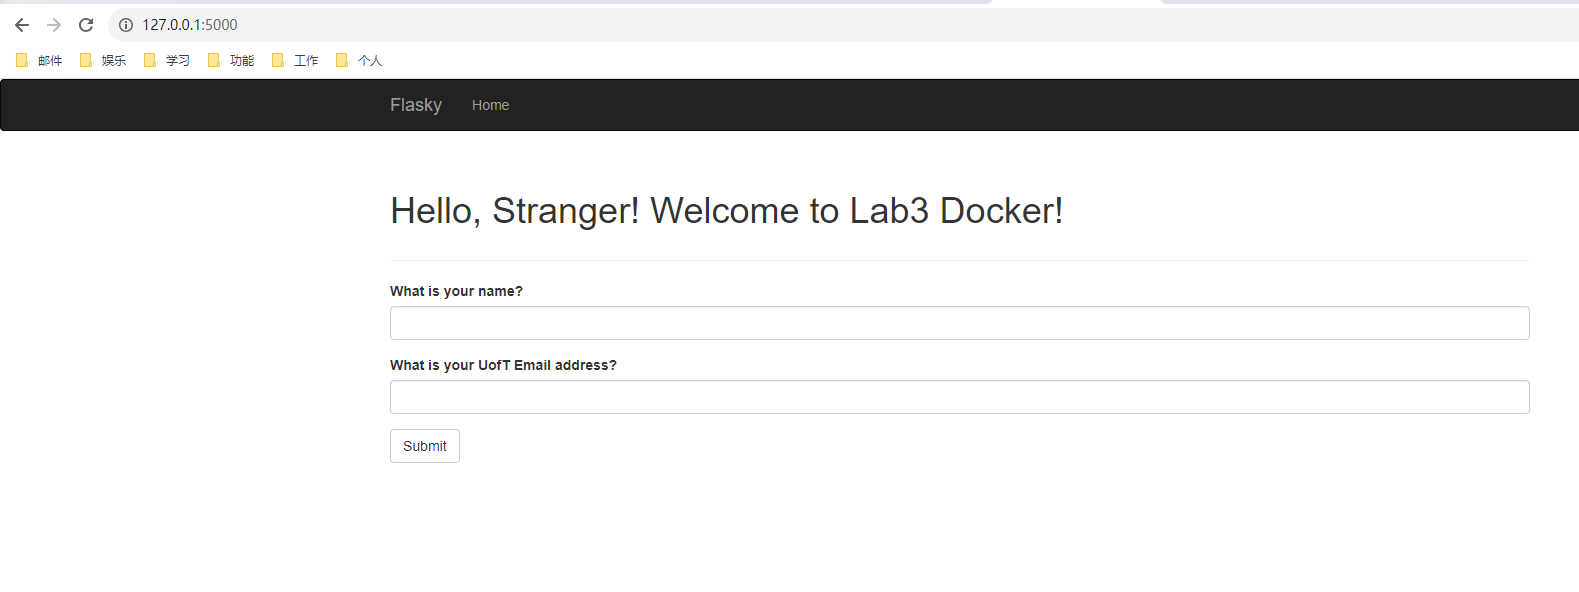 127.0.0.1:5000
邮件 娱乐 学习 功能 工作 个人
Flasky Home
Hello, Stranger! Welcome to Lab3 Docker!
What is your name?
What is your UofT Email address?
Submit